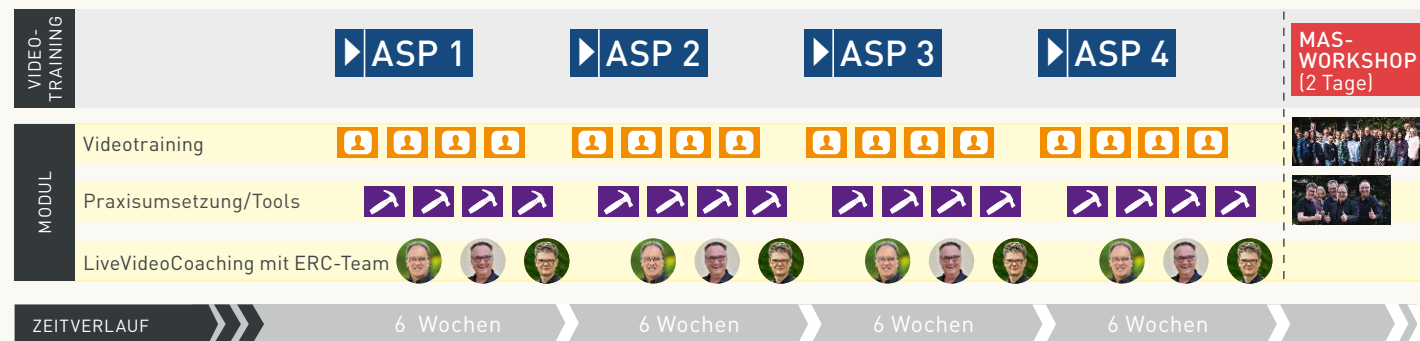 VIDEO-
TRAINING
ASP 1
ASP 2
ASP 3
ASP 4
MAS-
WORKSHOP
(2 Tage)
MODUL
Videotraining
Praxisumsetzung/Tools
LiveVideoCoaching mit ERC-Team
ZEITVERLAUF
6 Wochen
6 Wochen
6 Wochen
6 Wochen